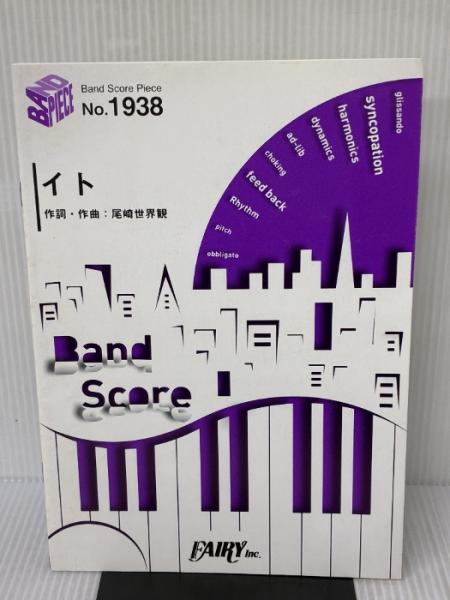 BAND
PIECE
Band Score Piece
No.1938
イト
作詞・作曲：尾崎世界観
glissando
syncopation
harmonics
dynamics
ad-lib
choking
feed back
Rhythm
pitch
obbligato
Band
Score
FAIRY Inc.